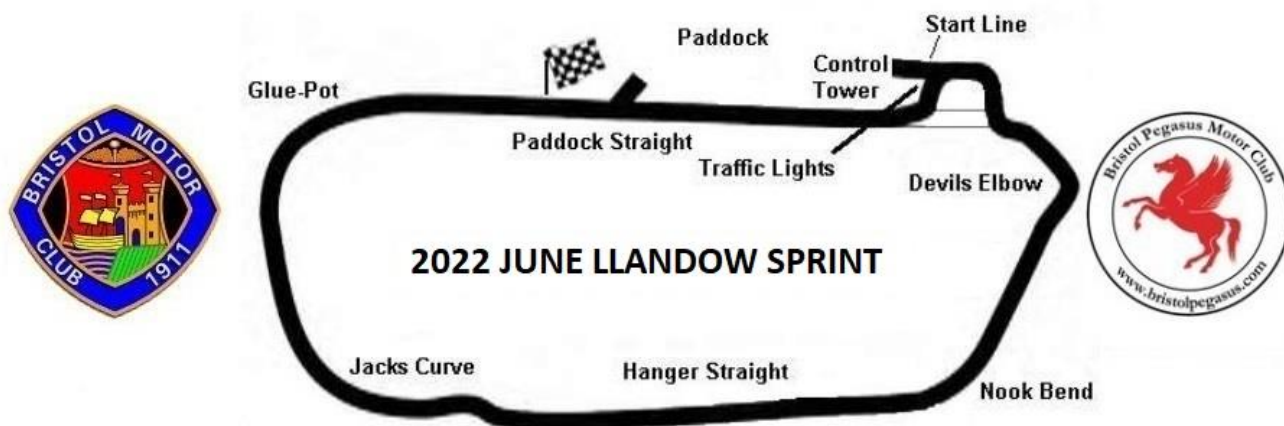 Start Line
Paddock
Control
Tower
Glue-Pot
Paddock Straight
Traffic Lights
Devils Elbow
BRISTOL MOTOR
CLUB 1911
Bristol Pegasus Motor Club
www.bristolpegasus.com
2022 JUNE LLANDOW SPRINT
Jacks Curve
Hanger Straight
Nook Bend